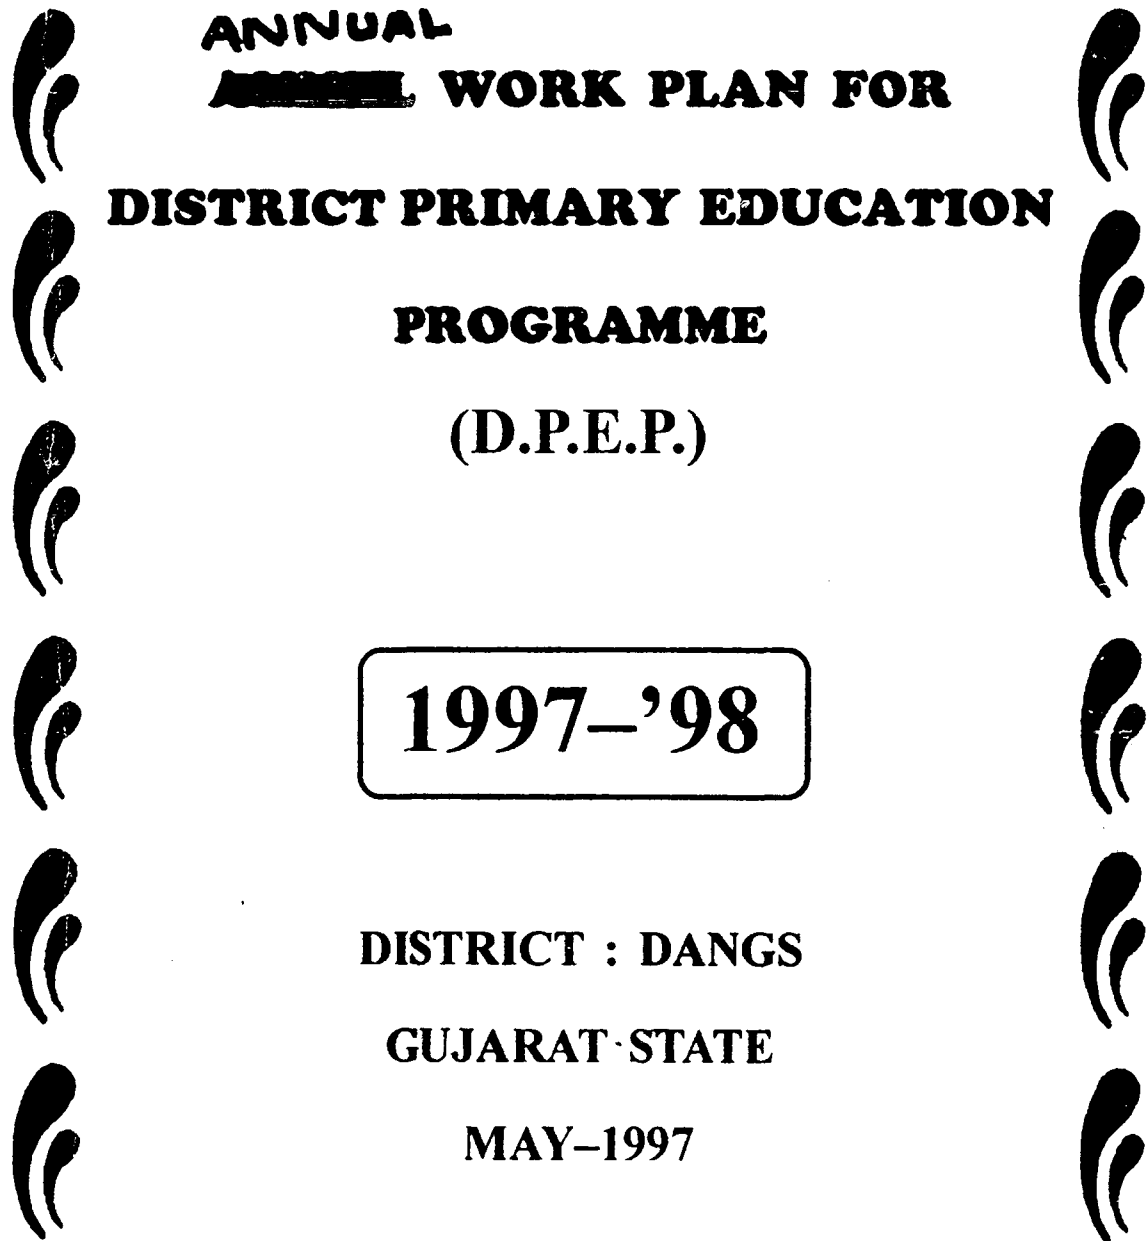 ANNUAL
WORK PLAN FOR
DISTRICT PRIMARY EDUCATION
PROGRAMME
(D.P.E.P.)
1997–’98
DISTRICT : DANGS
GUJARAT STATE
MAY–1997